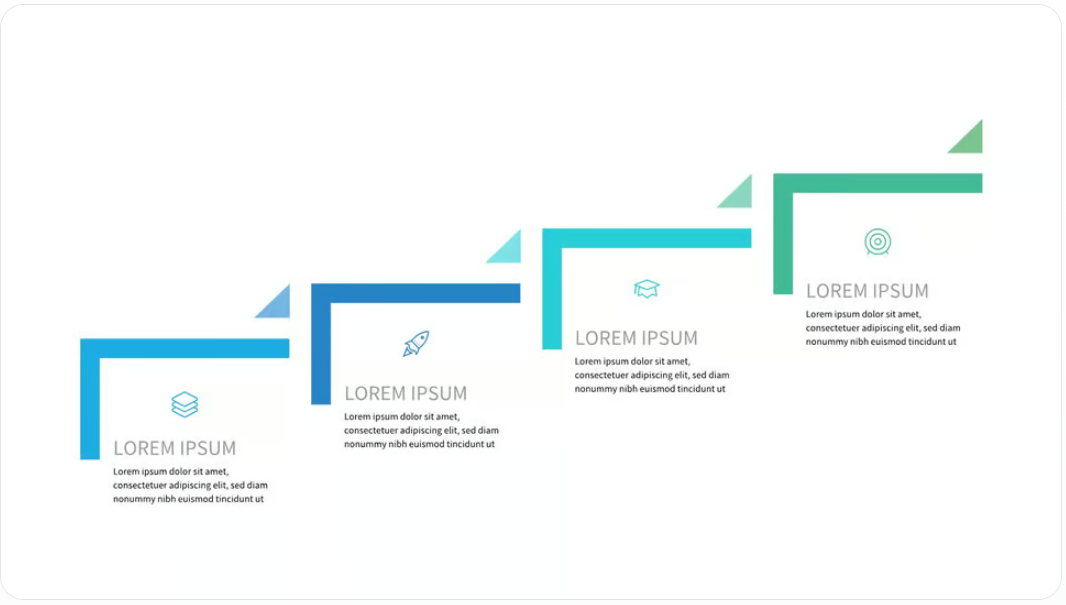 LOREM IPSUM
Lorem ipsum dolor sit amet,
consectetuer adipiscing elit, sed diam
nonummy nibh euismod tincidunt ut
LOREM IPSUM
Lorem ipsum dolor sit amet,
consectetuer adipiscing elit, sed diam
nonummy nibh euismod tincidunt ut
LOREM IPSUM
Lorem ipsum dolor sit amet,
consectetuer adipiscing elit, sed diam
nonummy nibh euismod tincidunt ut
LOREM IPSUM
Lorem ipsum dolor sit amet,
consectetuer adipiscing elit, sed diam
nonummy nibh euismod tincidunt ut